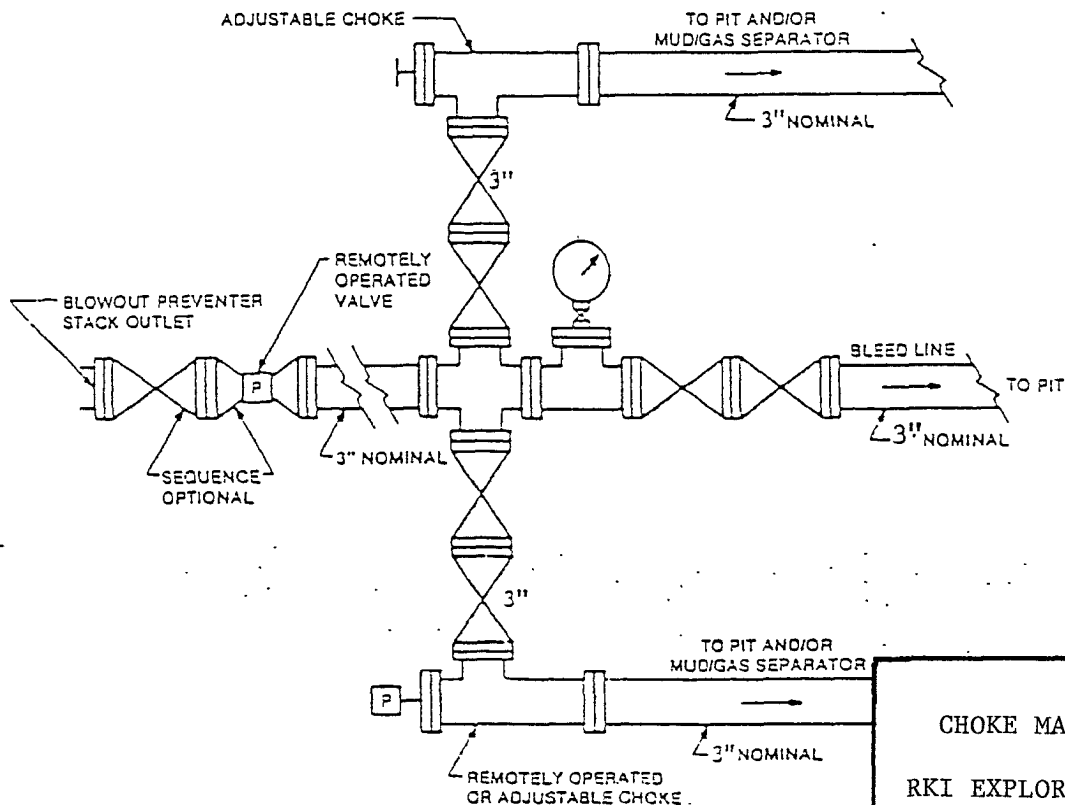 ADJUSTABLE CHOKE
TO PIT AND/OR
MUD/GAS SEPARATOR
3" NOMINAL
3"
REMOTELY
OPERATED
VALVE
BLOWOUT PREVENTER
STACK OUTLET
P
BLEED LINE
TO PIT
3" NOMINAL
3" NOMINAL
SEQUENCE
OPTIONAL
3"
TO PIT AND/OR
MUD/GAS SEPARATOR
P
3" NOMINAL
REMOTELY OPERATED
OR ADJUSTABLE CHOKE
CHOKE MA
RKI EXPLOR